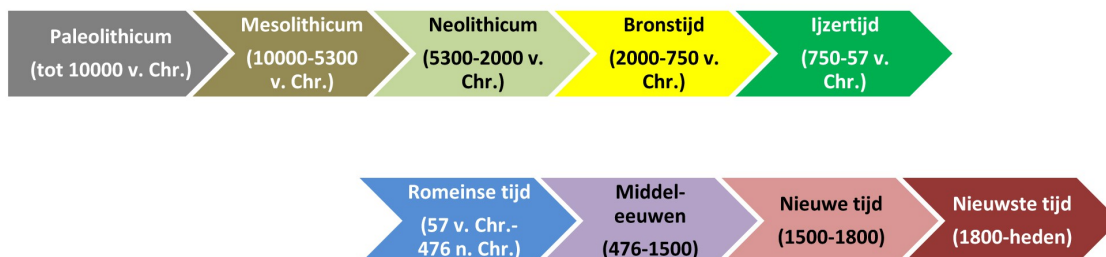 Paleolithicum
(tot 10000 v. Chr.)
Mesolithicum
(10000-5300
v. Chr.)
Neolithicum
(5300-2000 v.
Chr.)
Bronstijd
(2000-750 v.
Chr.)
Ijzertijd
(750-57 v.
Chr.)
Romeinse tijd
(57 v. Chr.-
476 n. Chr.)
Middel-
eeuwen
(476-1500)
Nieuwe tijd
(1500-1800)
Nieuwste tijd
(1800-heden)